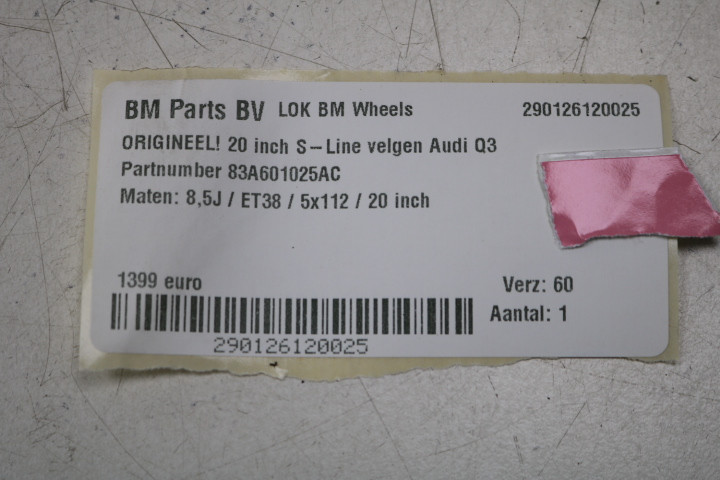 BM Parts BV LOK BM Wheels 290126120025
ORIGINEEL! 20 inch S-Line velgen Audi Q3
Partnumber 83A601025AC
Maten: 8,5J / ET38 / 5x112 / 20 inch
1399 euro Verz: 60
Aantal: 1
290126120025